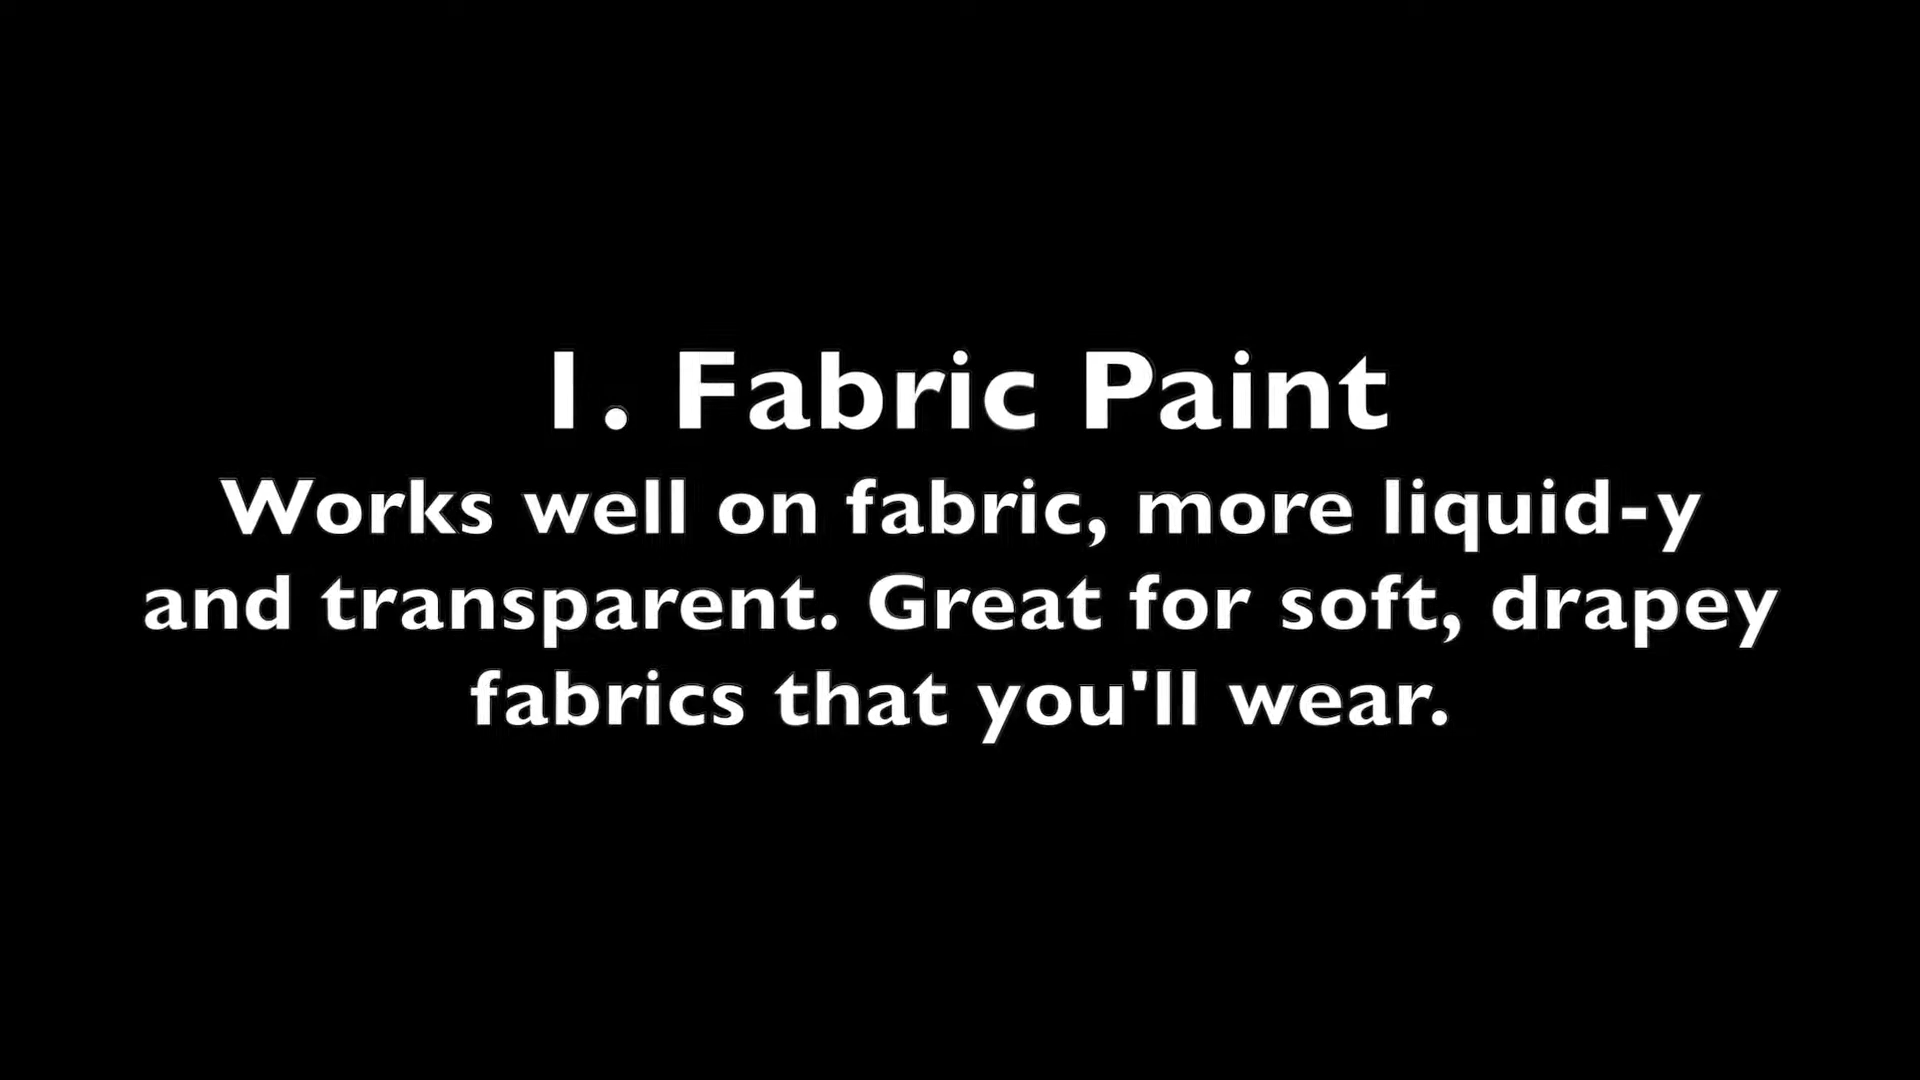 1. Fabric Paint
Works well on fabric, more liquid-y
and transparent. Great for soft, drapey
fabrics that you'll wear.